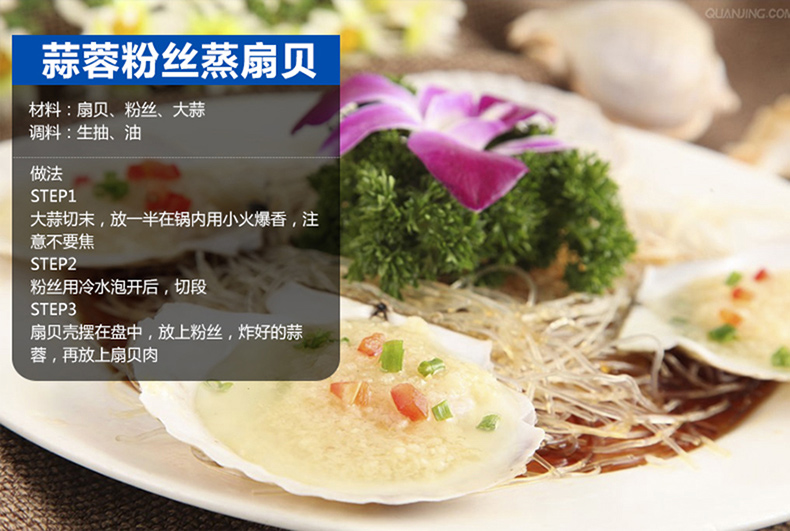 QUANJING.COM
蒜蓉粉丝蒸扇贝
材料：扇贝、粉丝、大蒜
调料：生抽、油
做法
STEP1
大蒜切末，放一半在锅内用小火爆香，注
意不要焦
STEP2
粉丝用冷水泡开后，切段
STEP3
扇贝壳摆在盘中，放上粉丝，炸好的蒜
蓉，再放上扇贝肉